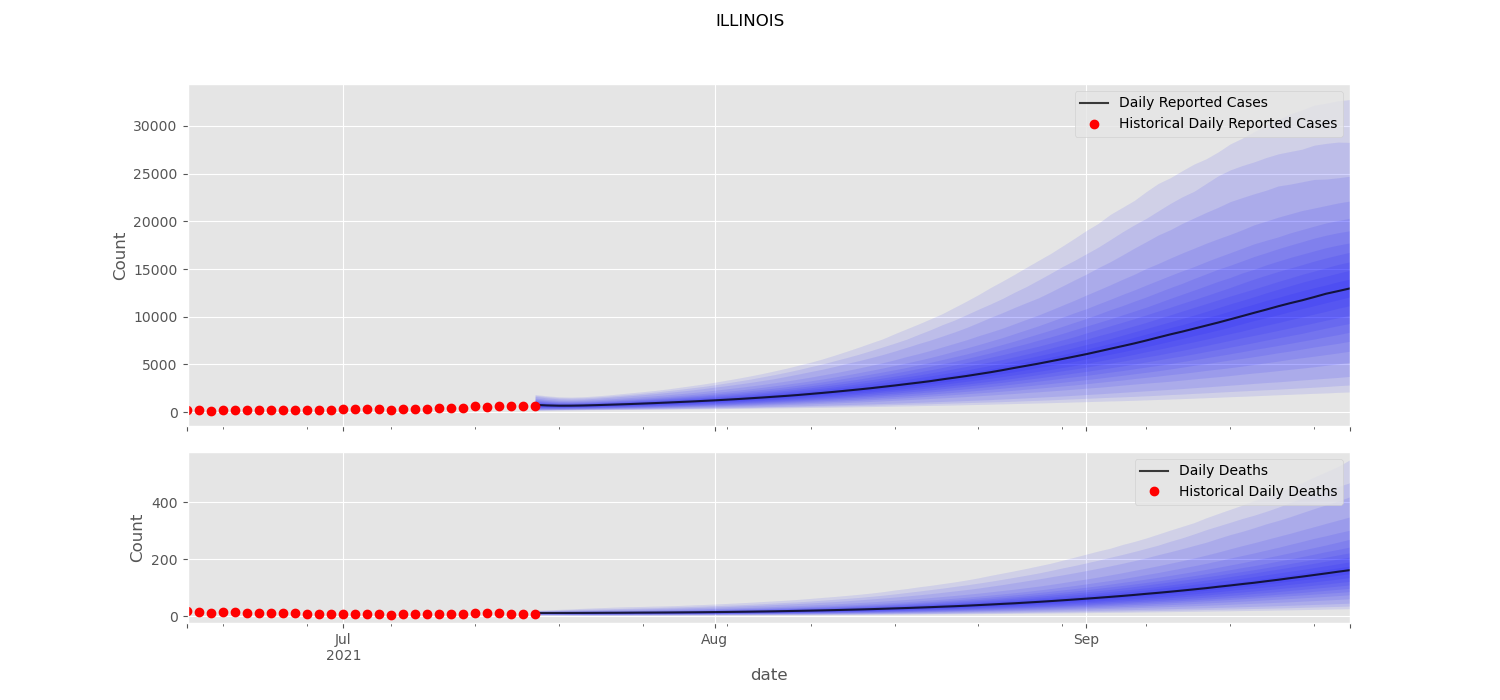 ILLINOIS
Daily Reported Cases
Historical Daily Reported Cases
30000
25000
20000
15000
10000
5000
0
Count
Daily Deaths
Historical Daily Deaths
400
200
0
Count
Jul
2021
Aug
Sep
date